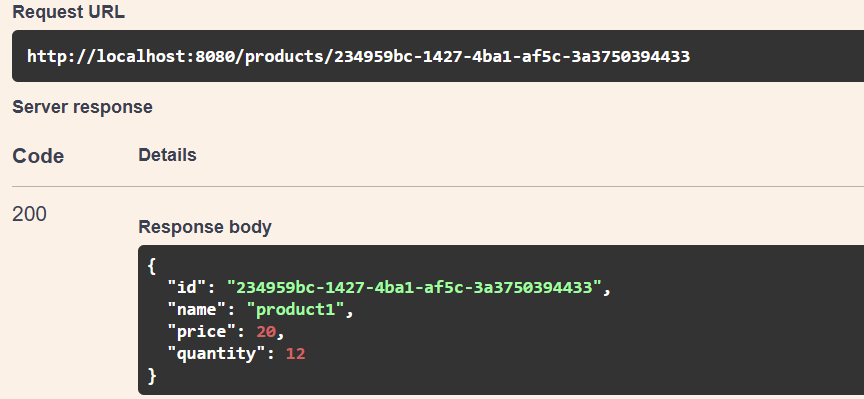 Request URL
http://localhost:8080/products/234959bc-1427-4ba1-af5c-3a3750394433
Server response
Code Details
200
Response body
{
"id": "234959bc-1427-4ba1-af5c-3a3750394433",
"name": "product1",
"price": 20,
"quantity": 12
}